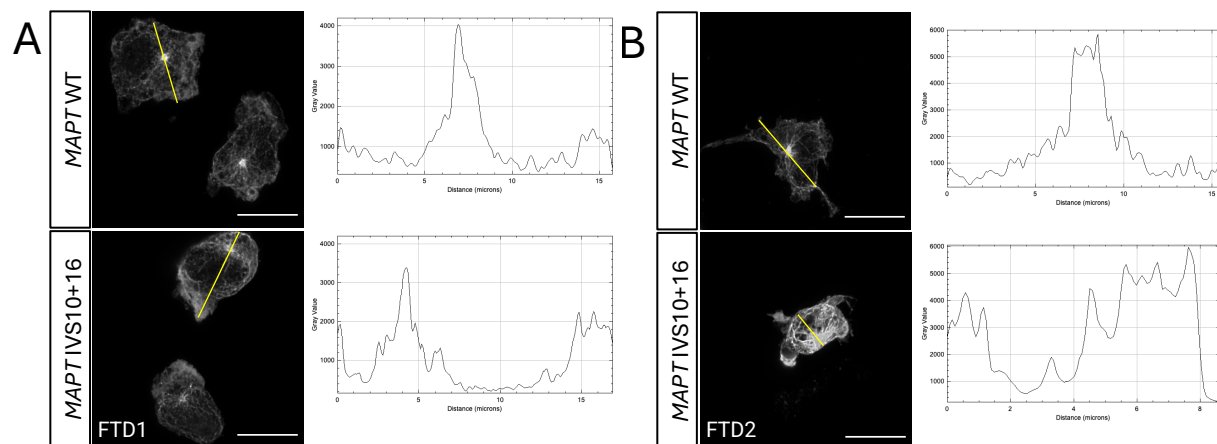 A
MAPT WT
4000
3000
2000
1000
Gray Value
0
5
10
15
Distance (microns)
MAPT IVS10+16
FTD1
4000
3000
2000
1000
Gray Value
0
5
10
15
Distance (microns)
B
MAPT WT
6000
5000
4000
3000
2000
1000
Gray Value
0
5
10
15
Distance (microns)
MAPT IVS10+16
FTD2
6000
5000
4000
3000
2000
1000
Gray Value
0
2
4
6
8
Distance (microns)